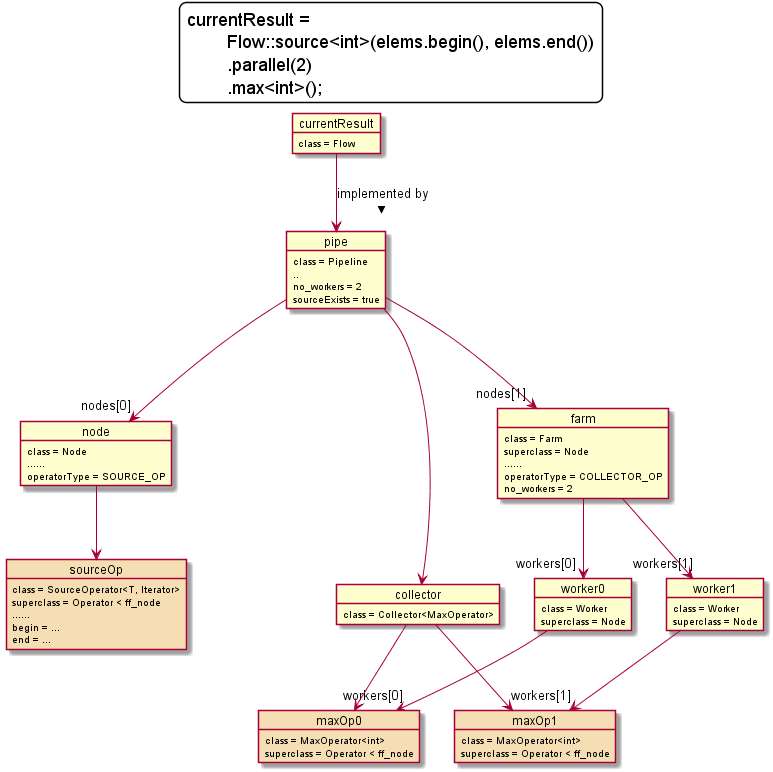 currentResult =
Flow::source<int>(elems.begin(), elems.end())
.parallel(2)
.max<int>();
currentResult
class = Flow
implemented by
pipe
class = Pipeline
..
no_workers = 2
sourceExists = true
nodes[0]
nodes[1]
node
class = Node
......
operatorType = SOURCE_OP
farm
class = Farm
superclass = Node
......
operatorType = COLLECTOR_OP
no_workers = 2
workers[0]
workers[1]
sourceOp
class = SourceOperator<T, Iterator>
superclass = Operator < ff_node
......
begin = ...
end = ...
collector
class = Collector<MaxOperator>
worker0
class = Worker
superclass = Node
worker1
class = Worker
superclass = Node
workers[0]
workers[1]
maxOp0
class = MaxOperator<int>
superclass = Operator < ff_node
maxOp1
class = MaxOperator<int>
superclass = Operator < ff_node